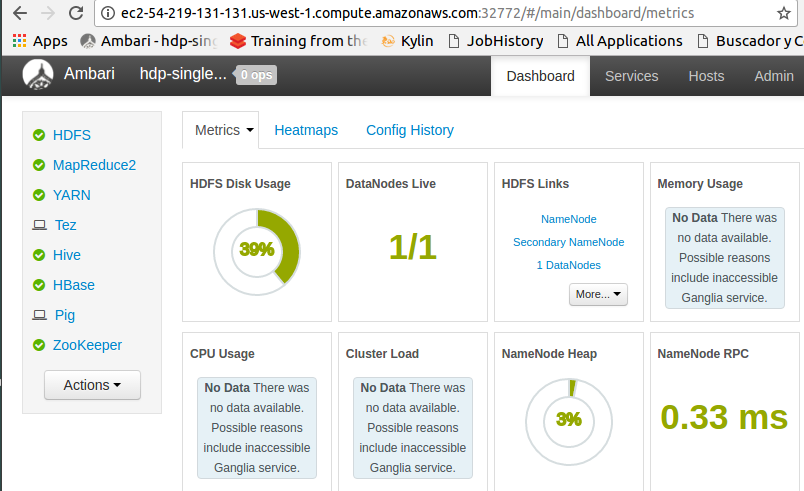 ec2-54-219-131-131.us-west-1.compute.amazonaws.com:32772/#/main/dashboard/metrics
Apps Ambari - hdp-sing Training from the Kylin JobHistory All Applications Buscador y C
Ambari hdp-single... 0 ops Dashboard Services Hosts Admin
HDFS
MapReduce2
YARN
Tez
Hive
HBase
Pig
ZooKeeper
Actions
Metrics Heatmaps Config History
HDFS Disk Usage
39%
DataNodes Live
1/1
HDFS Links
NameNode
Secondary NameNode
1 DataNodes
More...
Memory Usage
No Data There was
no data available.
Possible reasons
include inaccessible
Ganglia service.
CPU Usage
No Data There was
no data available.
Possible reasons
include inaccessible
Ganglia service.
Cluster Load
No Data There was
no data available.
Possible reasons
include inaccessible
Ganglia service.
NameNode Heap
3%
NameNode RPC
0.33 ms